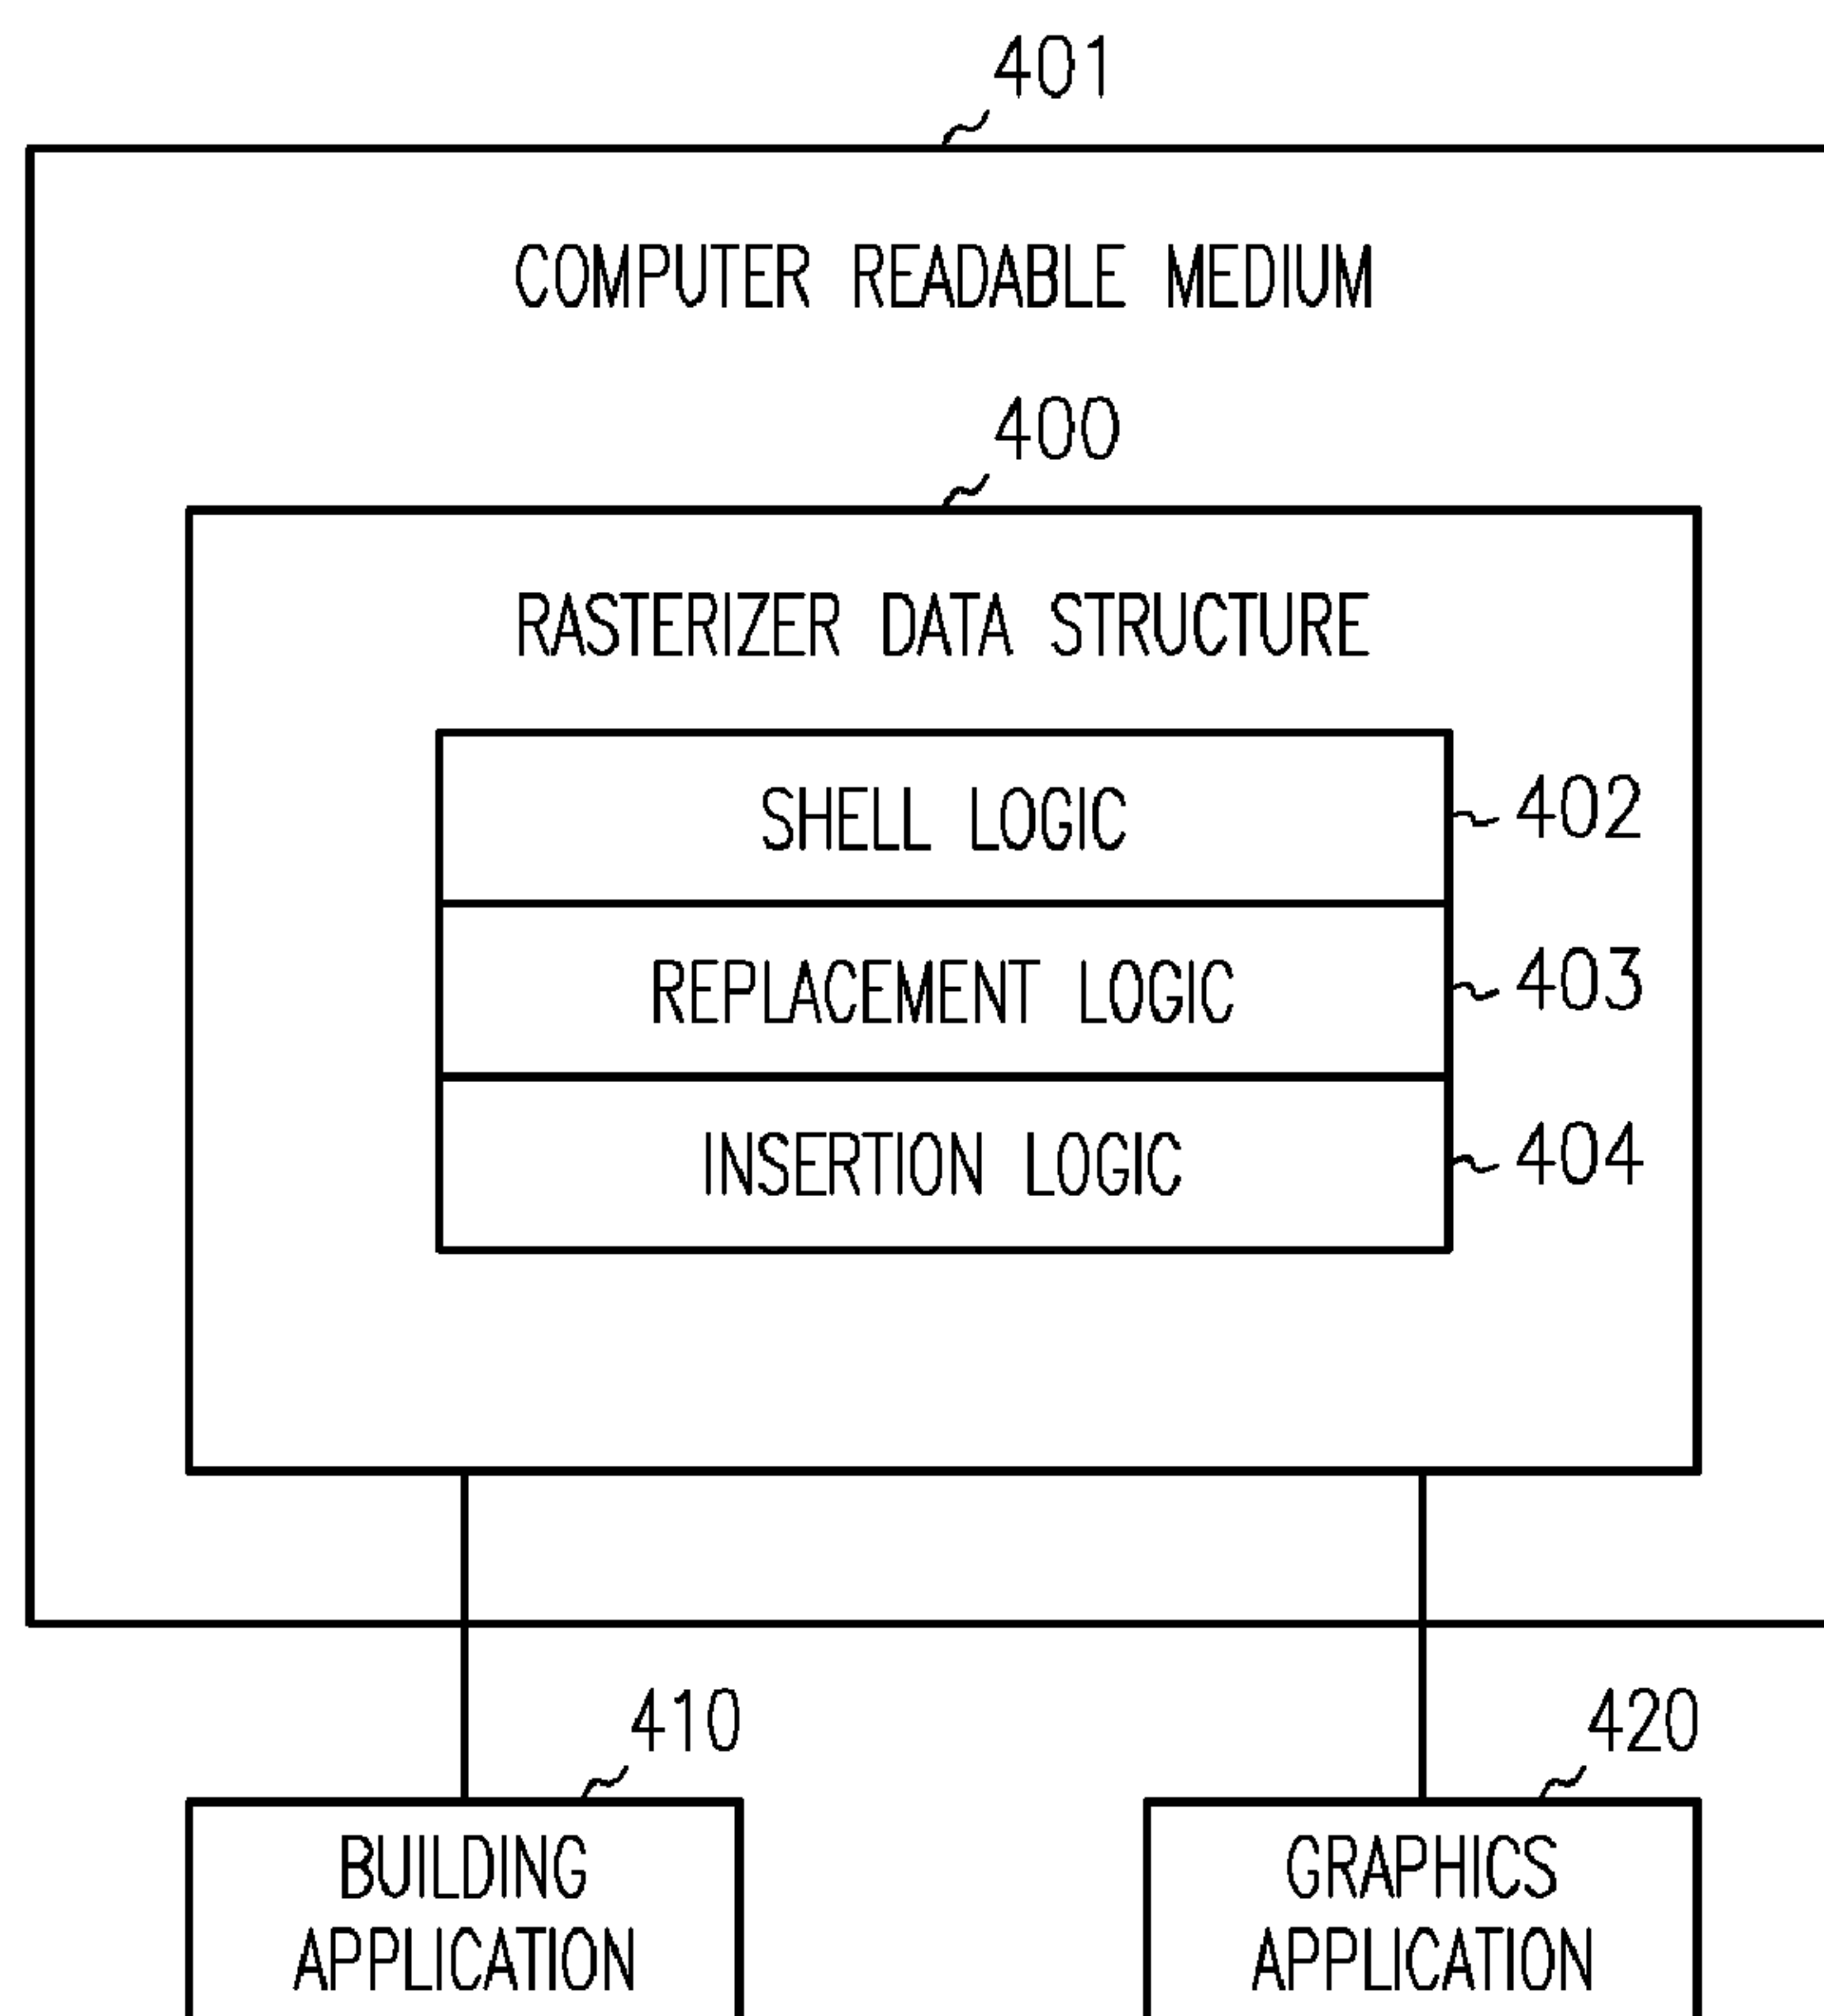 401
COMPUTER READABLE MEDIUM
400
RASTERIZER DATA STRUCTURE
SHELL LOGIC
402
REPLACEMENT LOGIC
403
INSERTION LOGIC
404
410
420
BUILDING
APPLICATION
GRAPHICS
APPLICATION